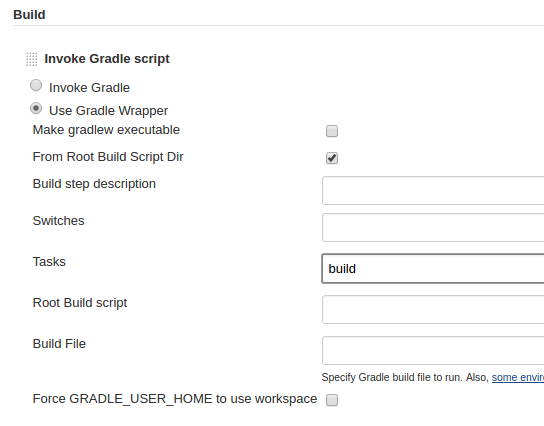 Build
Invoke Gradle script
Invoke Gradle
Use Gradle Wrapper
Make gradlew executable
From Root Build Script Dir
Build step description
Switches
Tasks
build
Root Build script
Build File
Specify Gradle build file to run. Also, some envir
Force GRADLE_USER_HOME to use workspace